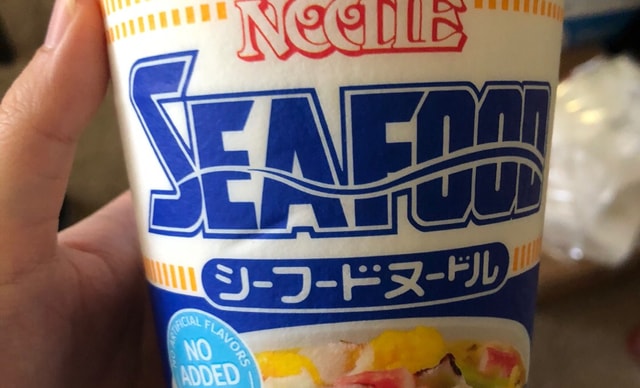 NOODLE
SEAFOOD
シーフードヌードル
NO ARTIFICIAL FLAVORS
NO
ADDED